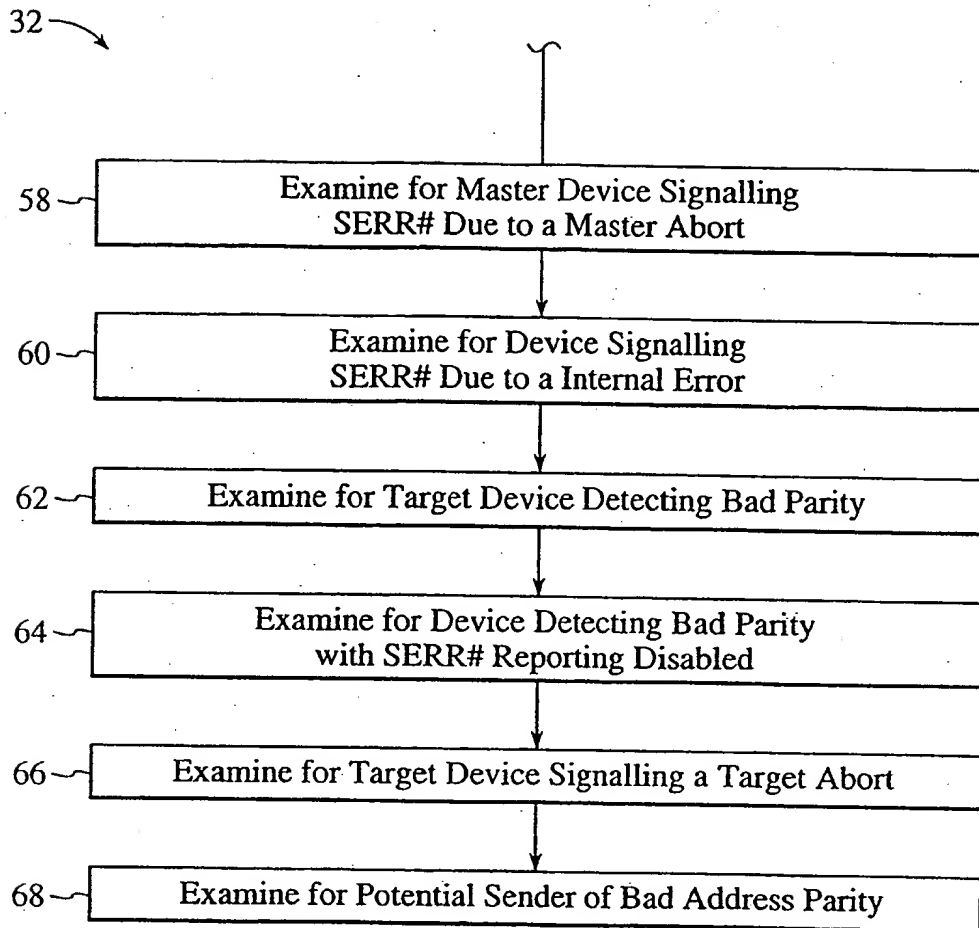 32
58
Examine for Master Device Signalling
SERR# Due to a Master Abort
60
Examine for Device Signalling
SERR# Due to a Internal Error
62
Examine for Target Device Detecting Bad Parity
64
Examine for Device Detecting Bad Parity
with SERR# Reporting Disabled
66
Examine for Target Device Signalling a Target Abort
68
Examine for Potential Sender of Bad Address Parity